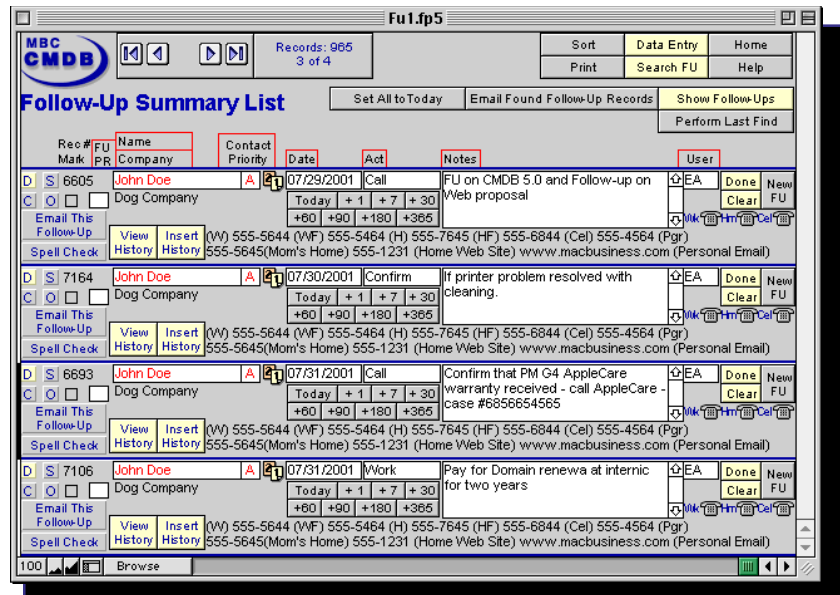 Fu1.fp5
MBC
CMDB
Records: 965
3 of 4
Sort Data Entry Home
Print Search FU Help
Follow-Up Summary List
Set All to Today Email Found Follow-Up Records Show Follow-Ups
Perform Last Find
Rec# FU Name Contact
Mark PR Company Priority Date Act Notes User
D S 6605 John Doe A 07/29/2001 Call FU on CMDB 5.0 and Follow-up on EA Done New
C O Dog Company Today +1 +7 +30 Web proposal Clear FU
Email This +60 +90 +180 +365 Wk Hm Cel
Follow-Up View Insert (W) 555-5644 (WF) 555-5464 (H) 555-7645 (HF) 555-6844 (Cel) 555-4564 (Pgr)
Spell Check History History 555-5645(Mom's Home) 555-1231 (Home Web Site) www.macbusiness.com (Personal Email)
D S 7164 John Doe A 07/30/2001 Confirm If printer problem resolved with EA Done New
C O Dog Company Today +1 +7 +30 cleaning. Clear FU
Email This +60 +90 +180 +365 Wk Hm Cel
Follow-Up View Insert (W) 555-5644 (WF) 555-5464 (H) 555-7645 (HF) 555-6844 (Cel) 555-4564 (Pgr)
Spell Check History History 555-5645(Mom's Home) 555-1231 (Home Web Site) www.macbusiness.com (Personal Email)
D S 6693 John Doe A 07/31/2001 Call Confirm that PM G4 AppleCare EA Done New
C O Dog Company Today +1 +7 +30 warranty received - call AppleCare - Clear FU
Email This +60 +90 +180 +365 case #6856654565 Wk Hm Cel
Follow-Up View Insert (W) 555-5644 (WF) 555-5464 (H) 555-7645 (HF) 555-6844 (Cel) 555-4564 (Pgr)
Spell Check History History 555-5645(Mom's Home) 555-1231 (Home Web Site) www.macbusiness.com (Personal Email)
D S 7106 John Doe A 07/31/2001 Work Pay for Domain renewa at internic EA Done New
C O Dog Company Today +1 +7 +30 for two years Clear FU
Email This +60 +90 +180 +365 Wk Hm Cel
Follow-Up View Insert (W) 555-5644 (WF) 555-5464 (H) 555-7645 (HF) 555-6844 (Cel) 555-4564 (Pgr)
Spell Check History History 555-5645(Mom's Home) 555-1231 (Home Web Site) www.macbusiness.com (Personal Email)
100 Browse